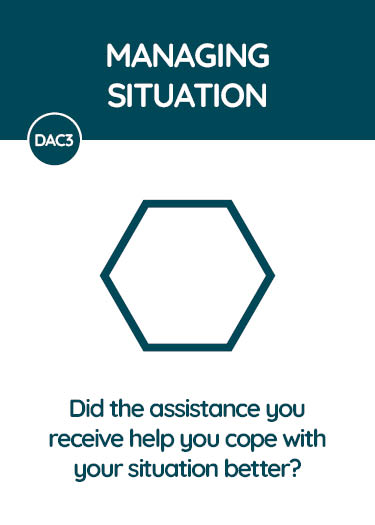 MANAGING
SITUATION
DAC3
Did the assistance you
receive help you cope with
your situation better?